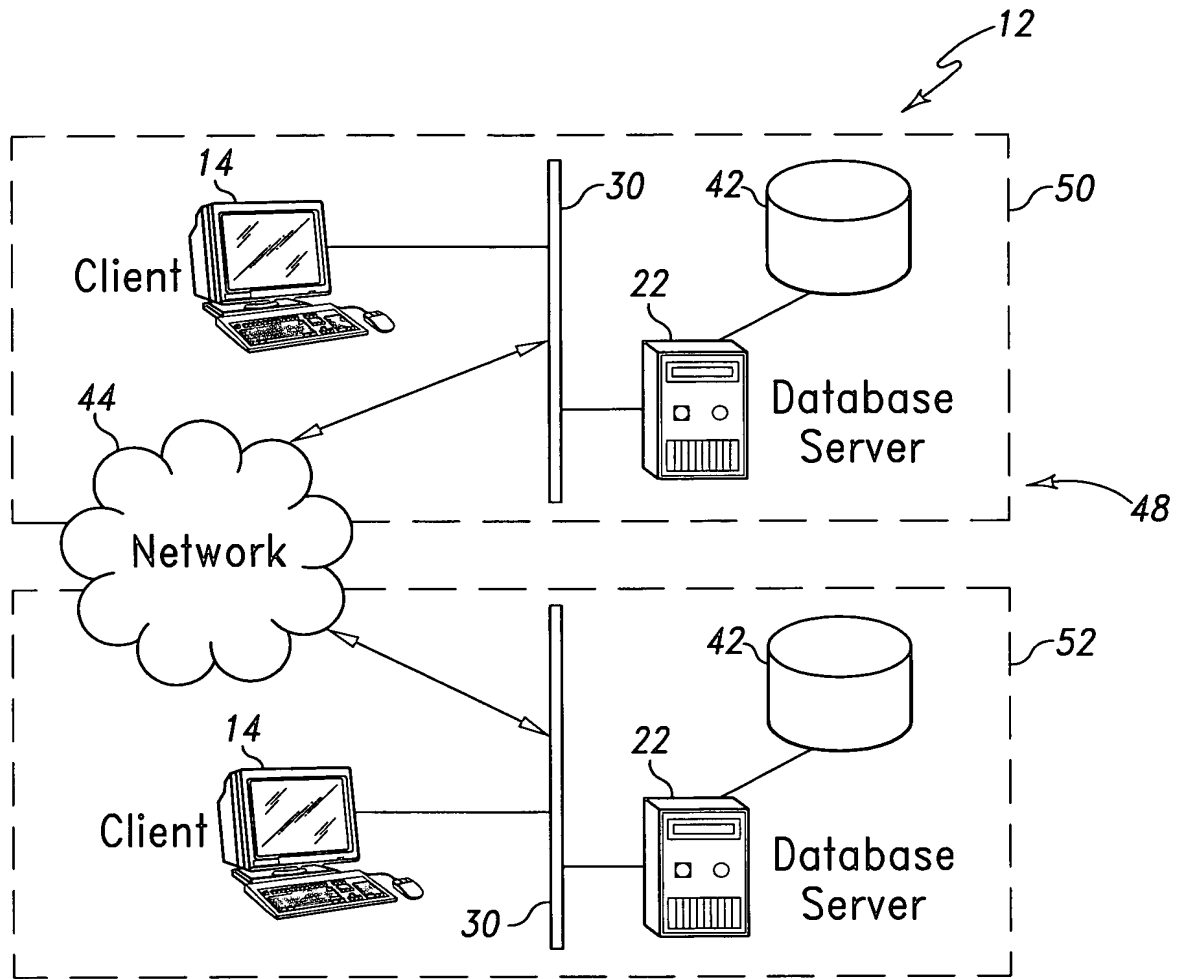 12
14
30
42
50
Client
22
44
Database
Server
48
Network
42
52
14
22
Client
Database
Server
30